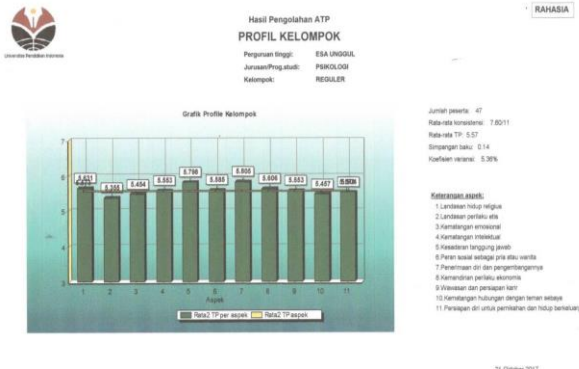 RAHASIA
Universitas Pendidikan Indonesia
Hasil Pengolahan ATP
PROFIL KELOMPOK
Perguruan tinggi: ESA UNGGUL
Jurusan/Prog.studi: PSIKOLOGI
Kelompok: REGULER
Grafik Profile Kelompok
7
6
5
4
3
5.631
5.355
5.454
5.553
5.798
5.585
5.805
5.606
5.553
5.457
1 2 3 4 5 6 7 8 9 10 11
Aspek
Rata2 TP per aspek Rata2 TP aspek
Jumlah peserta: 47
Rata-rata konsistensi: 7.60/11
Rata-rata TP: 5.57
Simpangan baku: 0.14
Koefisien variansi: 5.36%
Keterangan aspek:
1.Landasan hidup religius
2.Landasan perilaku etis
3.Kematangan emosional
4.Kematangan intelektual
5.Kesadaran tanggung jawab
6.Peran sosial sebagai pria atau wanita
7.Penerimaan diri dan pengembangannya
8.Kemandirian perilaku ekonomis
9.Wawasan dan persiapan karir
10.Kematangan hubungan dengan teman sebaya
11.Persiapan diri untuk pernikahan dan hidup berkeluarg
Oktober 2017